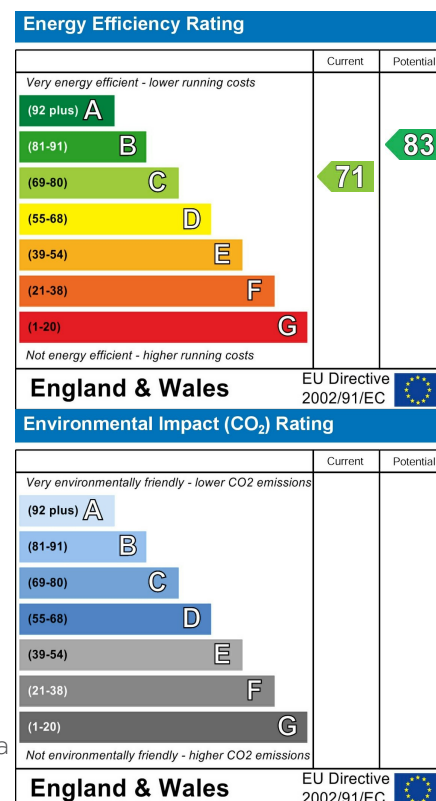 Energy Efficiency Rating
Current Potential
Very energy efficient - lower running costs
(92 plus) A
(81-91) B
83
(69-80) C
71
(55-68) D
(39-54) E
(21-38) F
(1-20) G
Not energy efficient - higher running costs
England & Wales
EU Directive
2002/91/EC
Environmental Impact (CO₂) Rating
Current Potential
Very environmentally friendly - lower CO2 emissions
(92 plus) A
(81-91) B
(69-80) C
(55-68) D
(39-54) E
(21-38) F
(1-20) G
a
Not environmentally friendly - higher CO2 emissions
England & Wales
EU Directive
2002/91/EC